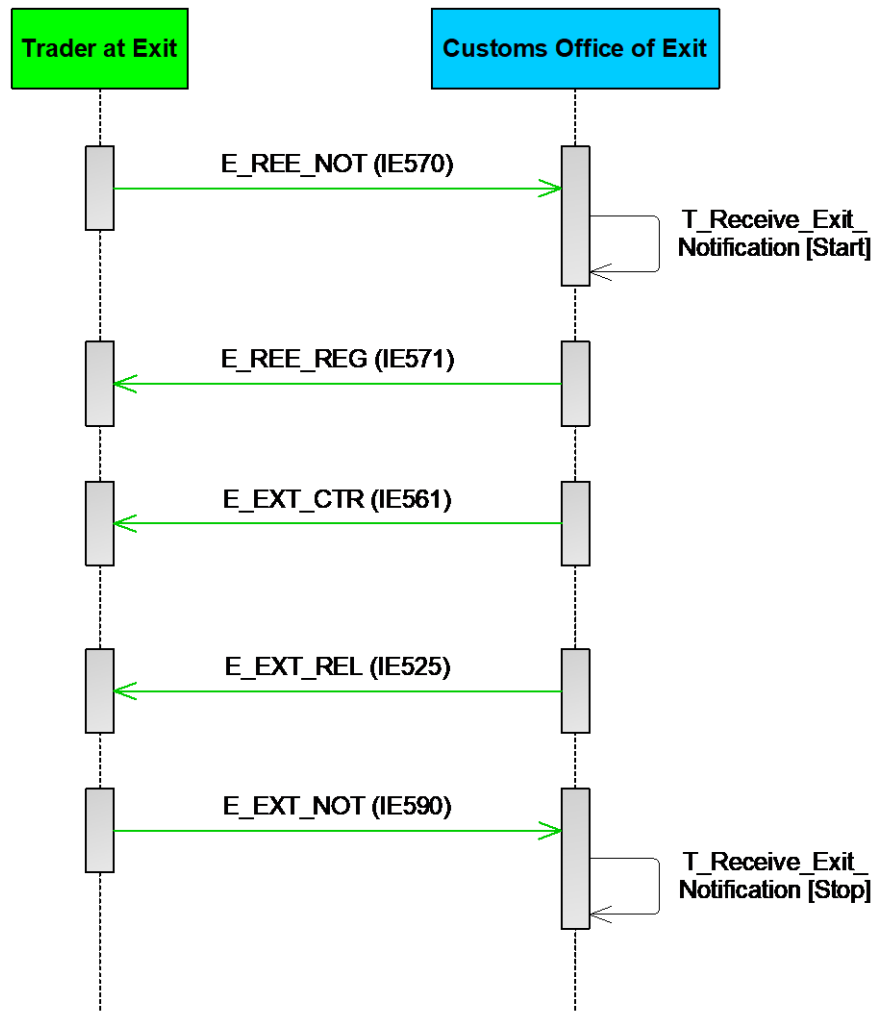 Trader at Exit
Customs Office of Exit
E_REE_NOT (IE570)
T_Receive_Exit_
Notification [Start]
E_REE_REG (IE571)
E_EXT_CTR (IE561)
E_EXT_REL (IE525)
E_EXT_NOT (IE590)
T_Receive_Exit_
Notification [Stop]